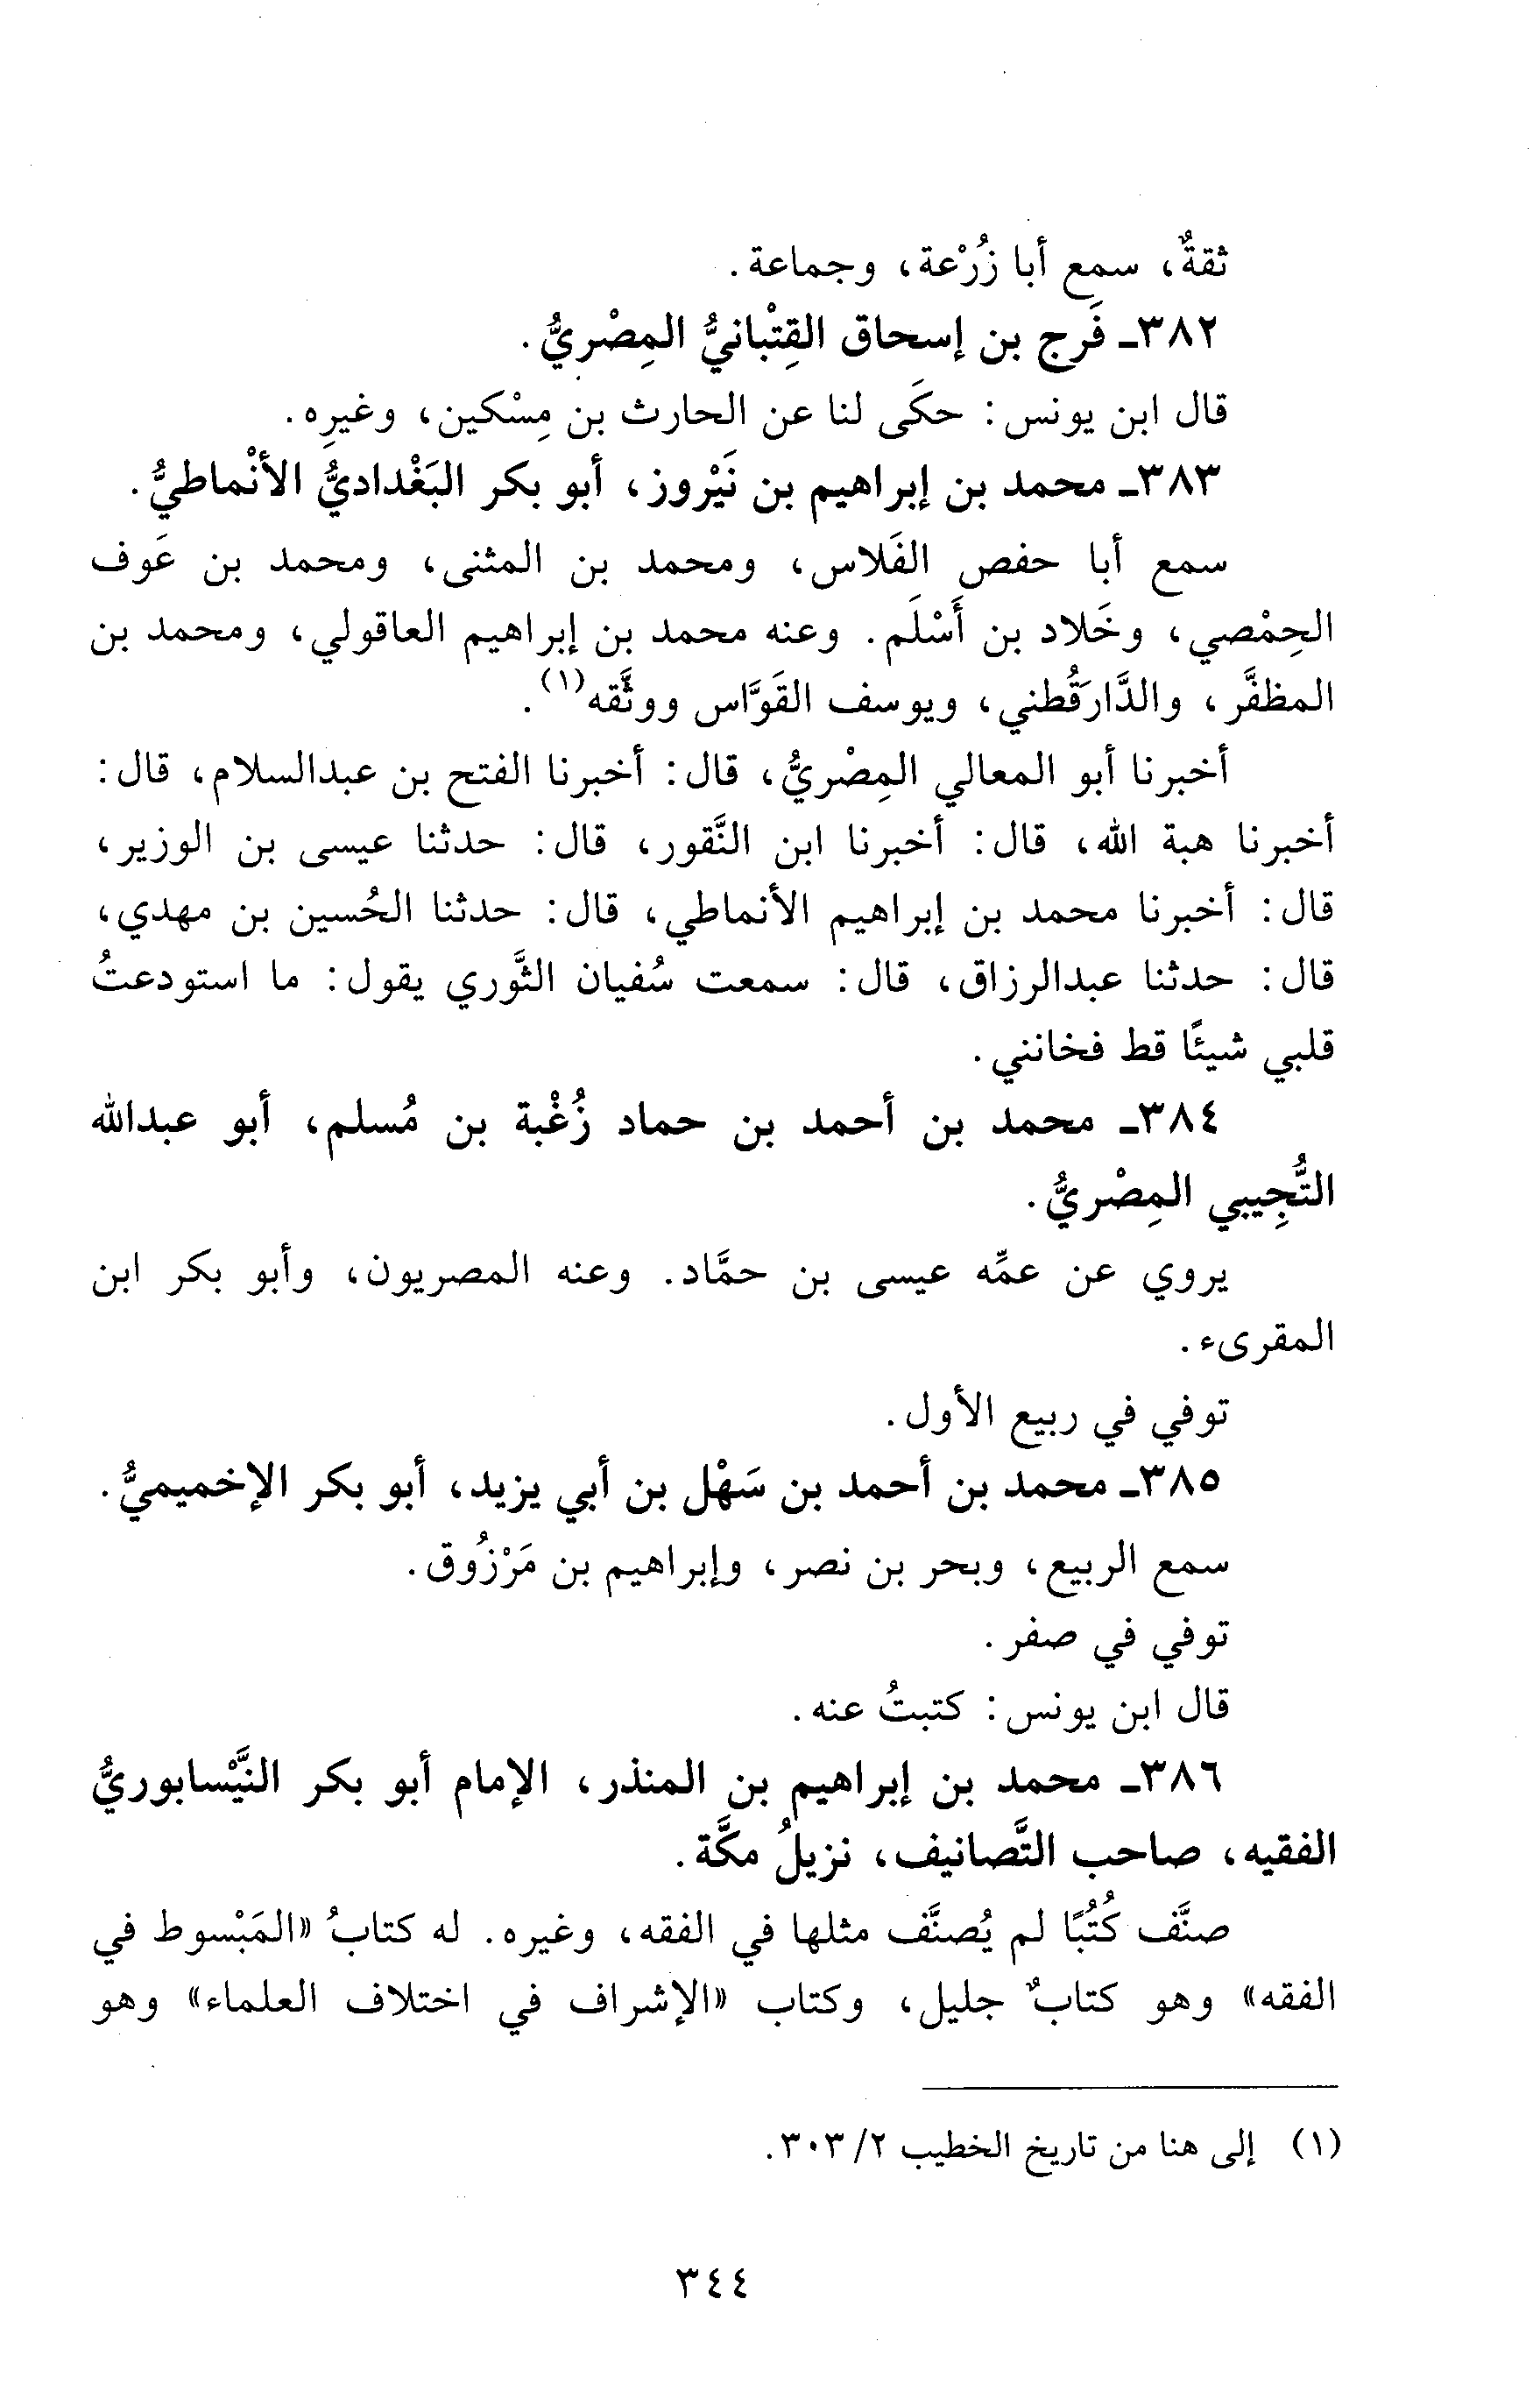 ثقةٌ، سمع أبا زُرْعة، وجماعة.
٣٨٢ـ فَرج بن إسحاق القِتْبانيُّ المِصْريُّ.
قال ابن يونس: حكَى لنا عن الحارث بن مِسْكين، وغيرِه.
٣٨٣ـ محمد بن إبراهيم بن نَيْروز، أبو بكر البَغْداديُّ الأنْماطيُّ.
سمع أبا حفص الفَلاس، ومحمد بن المثنى، ومحمد بن عَوف
الحِمْصي، وخَلاد بن أَسْلَم. وعنه محمد بن إبراهيم العاقولي، ومحمد بن
المظفَّر، والدَّارَقُطني، ويوسف القَوَّاس ووثَّقه(١).
أخبرنا أبو المعالي المِصْريُّ، قال: أخبرنا الفتح بن عبدالسلام، قال:
أخبرنا هبة الله، قال: أخبرنا ابن النَّقور، قال: حدثنا عيسى بن الوزير،
قال: أخبرنا محمد بن إبراهيم الأنماطي، قال: حدثنا الحُسين بن مهدي،
قال: حدثنا عبدالرزاق، قال: سمعت سُفيان الثَّوري يقول: ما استودعتُ
قلبي شيئًا قط فخانني.
٣٨٤ـ محمد بن أحمد بن حماد زُغْبة بن مُسلم، أبو عبدالله
التُّجِيبي المِصْريُّ.
يروي عن عمِّه عيسى بن حمَّاد. وعنه المصريون، وأبو بكر ابن
المقرىء.
توفي في ربيع الأول.
٣٨٥ـ محمد بن أحمد بن سَهْل بن أبي يزيد، أبو بكر الإخميميُّ.
سمع الربيع، وبحر بن نصر، وإبراهيم بن مَرْزُوق.
توفي في صفر.
قال ابن يونس: كتبتُ عنه.
٣٨٦ـ محمد بن إبراهيم بن المنذر، الإمام أبو بكر النَّيْسابوريُّ
الفقيه، صاحب التَّصانيف، نزيلُ مكَّة.
صنَّف كُتُبًا لم يُصنَّف مثلها في الفقه، وغيره. له كتابُ «المَبْسوط في
الفقه» وهو كتابٌ جليل، وكتاب «الإشراف في اختلاف العلماء» وهو
(١) إلى هنا من تاريخ الخطيب ٢/ ٣٠٣.
٣٤٤